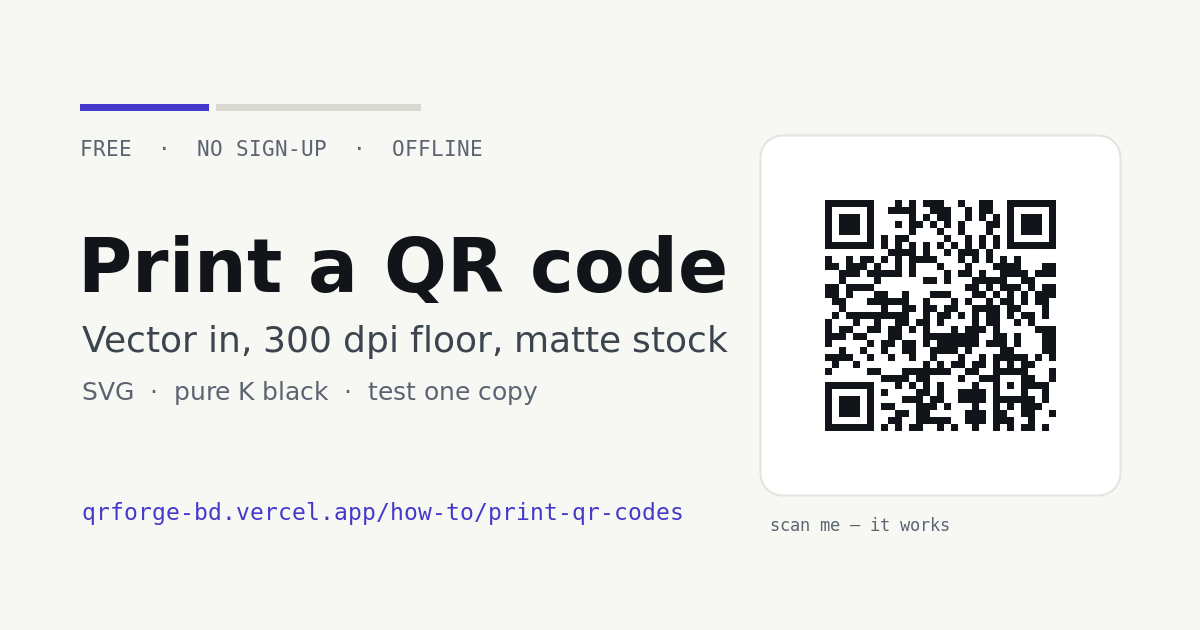 FREE · NO SIGN-UP · OFFLINE
Print a QR code
Vector in, 300 dpi floor, matte stock
SVG · pure K black · test one copy
qrforge-bd.vercel.app/how-to/print-qr-codes
scan me — it works